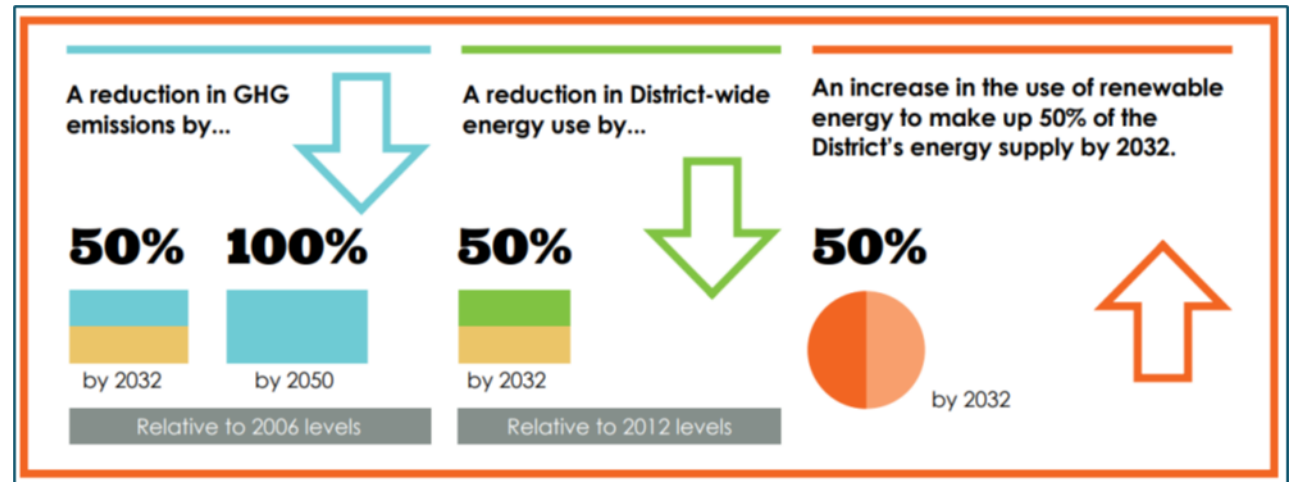 A reduction in GHG
emissions by...
50% 100%
by 2032 by 2050
Relative to 2006 levels
A reduction in District-wide
energy use by...
50%
by 2032
Relative to 2012 levels
An increase in the use of renewable
energy to make up 50% of the
District's energy supply by 2032.
50%
by 2032